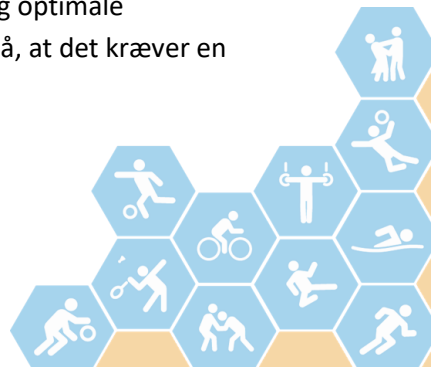 g optimale
å, at det kræver en